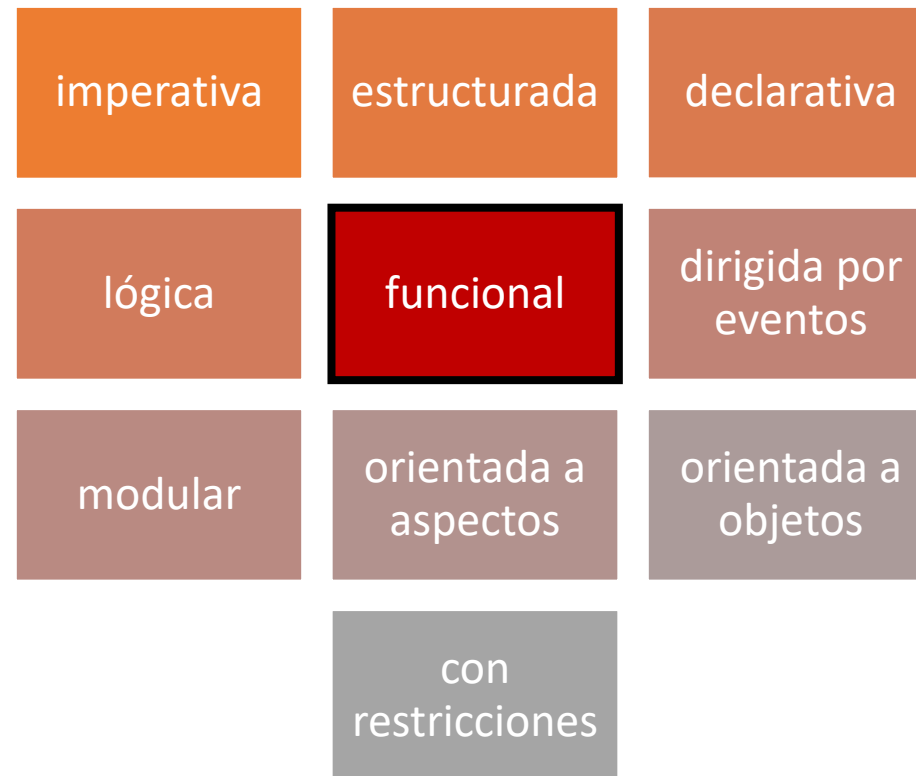 imperativa
estructurada
declarativa
lógica
funcional
dirigida por
eventos
modular
orientada a
aspectos
orientada a
objetos
con
restricciones